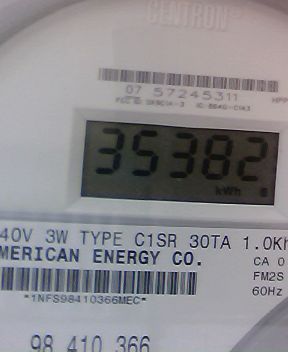 CENTRON®
07 57245311
35382
kWh
40V 3W TYPE C1SR 30TA 1.0Kh
MERICAN ENERGY CO.
CA 0
FM2S
*1NFS98410366MEC*
60Hz
98 410 366